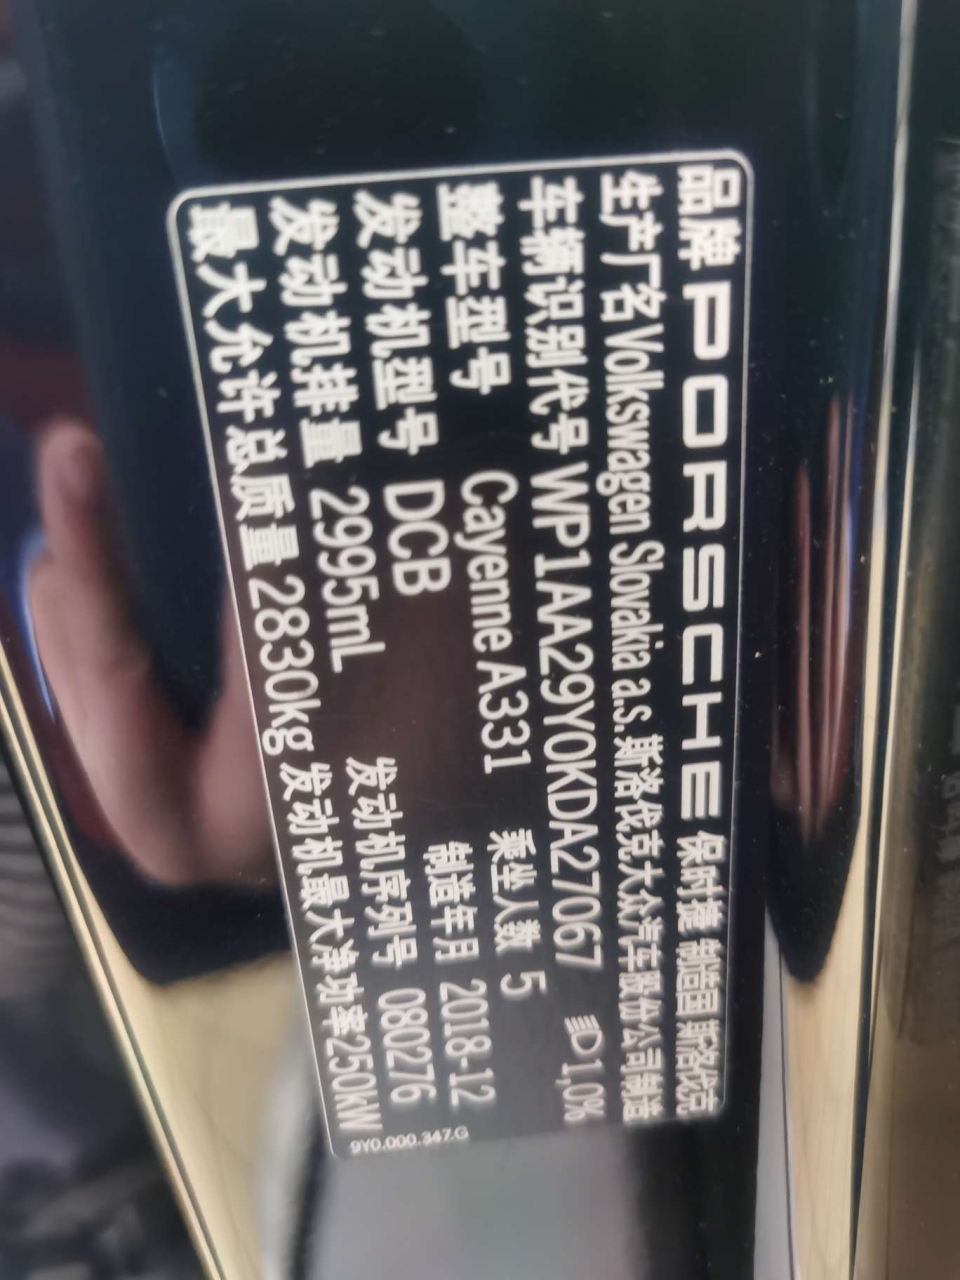 品牌 PORSCHE 保时捷 制造国 斯洛伐克
生产厂名 Volkswagen Slovakia a.s. 斯洛伐克大众汽车股份公司制造
车辆识别代号 WP1AA29Y0KDA27067 1,0%
整车型号 Cayenne A331 乘坐人数 5
发动机型号 DCB 制造年月 2018-12
发动机排量 2995mL 发动机序列号 080276
最大允许总质量 2830kg 发动机最大净功率250kW
9Y0.000.347.G